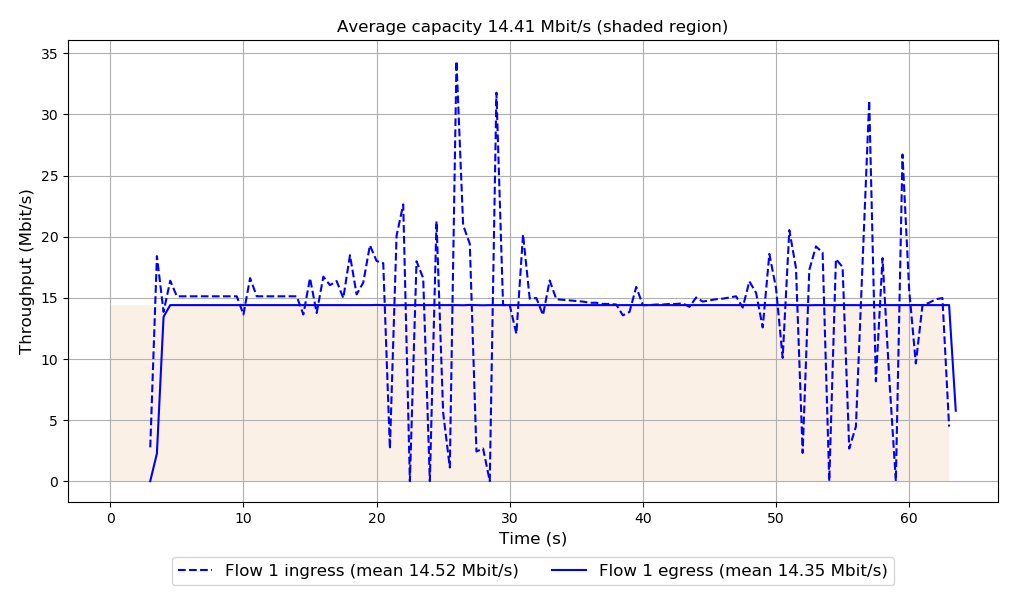 Average capacity 14.41 Mbit/s (shaded region)
Throughput (Mbit/s)
35
30
25
20
15
10
5
0
0 10 20 30 40 50 60
Time (s)
Flow 1 ingress (mean 14.52 Mbit/s) Flow 1 egress (mean 14.35 Mbit/s)